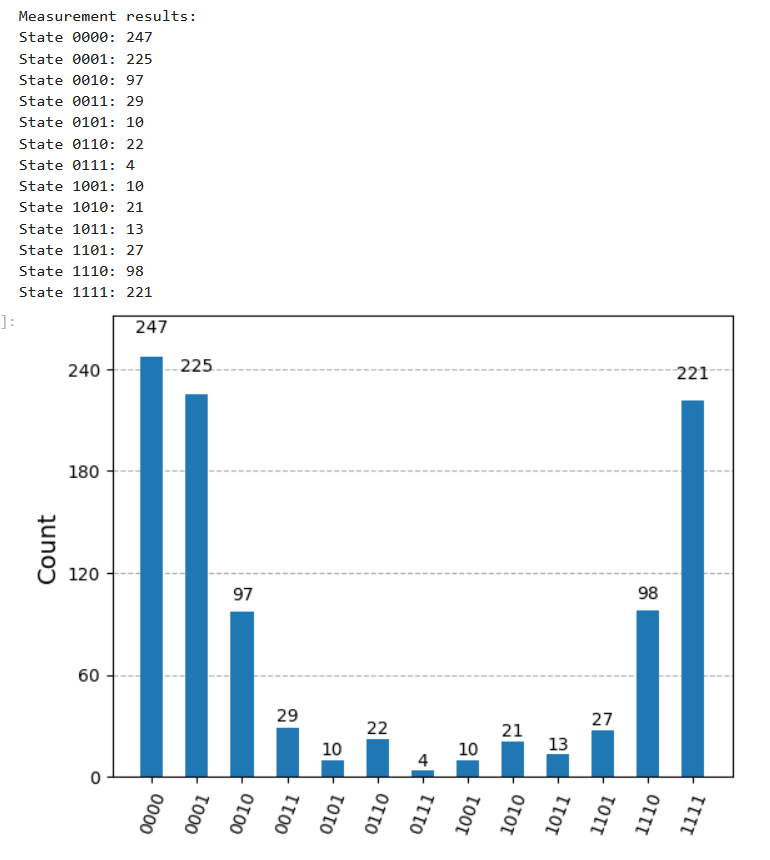 Measurement results:
State 0000: 247
State 0001: 225
State 0010: 97
State 0011: 29
State 0101: 10
State 0110: 22
State 0111: 4
State 1001: 10
State 1010: 21
State 1011: 13
State 1101: 27
State 1110: 98
State 1111: 221
]:
247
225
221
240
180
120
60
0
Count
97
29
10
22
4
10
21
13
27
98
0000
0001
0010
0011
0101
0110
0111
1001
1010
1011
1101
1110
1111